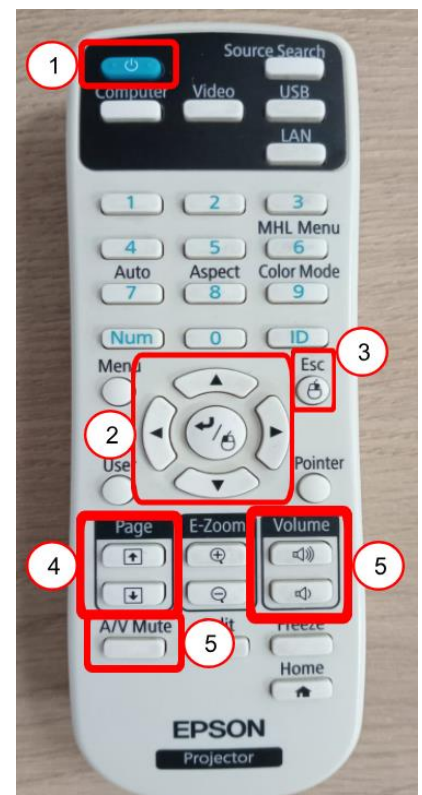 1
Source Search
Computer Video USB
LAN
1 2 3
MHL Menu
4 5 6
Auto Aspect Color Mode
7 8 9
Num 0 ID
3
Menu Esc
2
User Pointer
Page E-Zoom Volume
4 5
A/V Mute 5 Freeze
Home
EPSON
Projector